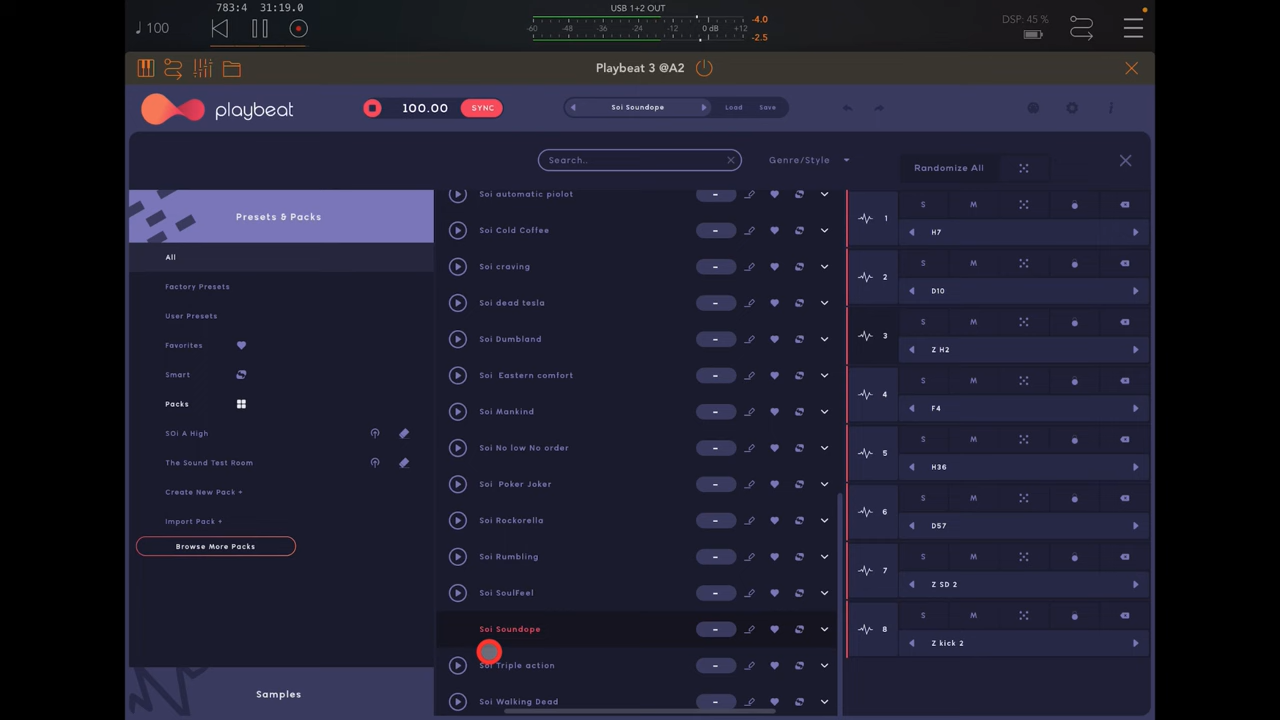 783:4 31:19.0
USB 1+2 OUT
♩100
-60 -48 -36 -24 -12 0 dB +12
-4.0
-2.5
DSP: 45 %
Playbeat 3 @A2
playbeat
100.00 SYNC
Soi Soundope
Load Save
i
Search..
Genre/Style
Randomize All
Presets & Packs
All
Factory Presets
User Presets
Favorites
Smart
Packs
SOi A High
The Sound Test Room
Create New Pack +
Import Pack +
Browse More Packs
Samples
Soi automatic piolot -
Soi Cold Coffee -
Soi craving -
Soi dead tesla -
Soi Dumbland -
Soi Eastern comfort -
Soi Mankind -
Soi No low No order -
Soi Poker Joker -
Soi Rockorella -
Soi Rumbling -
Soi SoulFeel -
Soi Soundope -
Soi Triple action -
Soi Walking Dead -
1 S M
H7
2 S M
D10
3 S M
Z H2
4 S M
F4
5 S M
H36
6 S M
D57
7 S M
Z SD 2
8 S M
Z kick 2